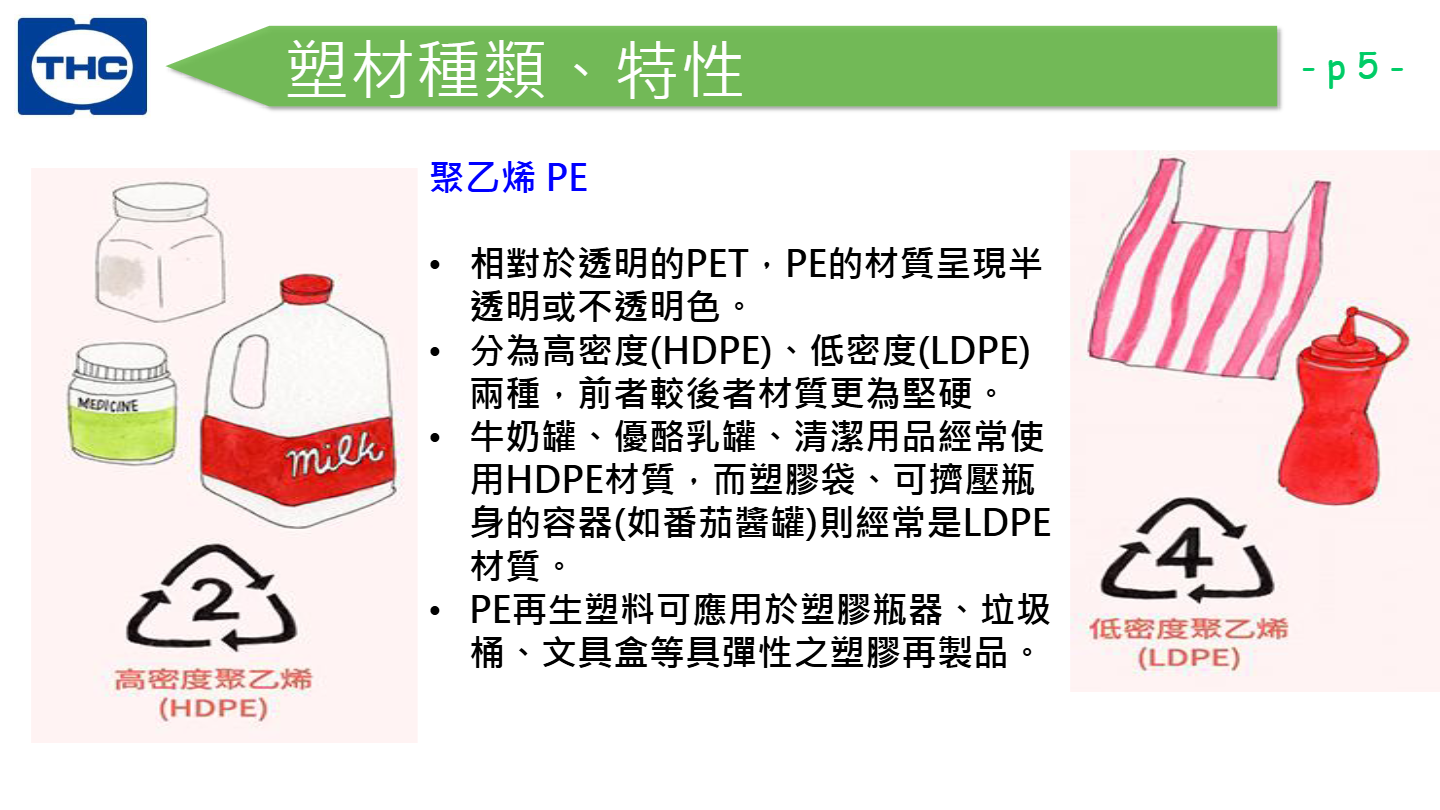 THC
塑材種類、特性
- p 5 -
聚乙烯 PE
• 相對於透明的PET，PE的材質呈現半
透明或不透明色。
• 分為高密度(HDPE)、低密度(LDPE)
兩種，前者較後者材質更為堅硬。
• 牛奶罐、優酪乳罐、清潔用品經常使
用HDPE材質，而塑膠袋、可擠壓瓶
身的容器(如番茄醬罐)則經常是LDPE
材質。
• PE再生塑料可應用於塑膠瓶器、垃圾
桶、文具盒等具彈性之塑膠再製品。
MEDICINE
milk
2
高密度聚乙烯
(HDPE)
4
低密度聚乙烯
(LDPE)